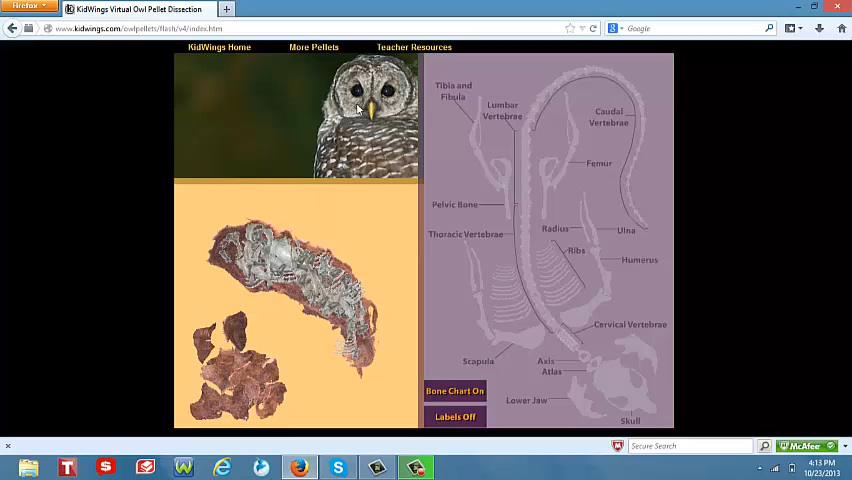 Firefox
KidWings Virtual Owl Pellet Dissection
www.kidwings.com/owlpellets/flash/v4/index.htm
Google
KidWings Home
More Pellets
Teacher Resources
Tibia and
Fibula
Lumbar
Vertebrae
Caudal
Vertebrae
Femur
Pelvic Bone
Thoracic Vertebrae
Radius
Ulna
Ribs
Humerus
Cervical Vertebrae
Scapula
Axis
Atlas
Lower Jaw
Skull
Bone Chart On
Labels Off
Secure Search
McAfee
4:13 PM
10/23/2013